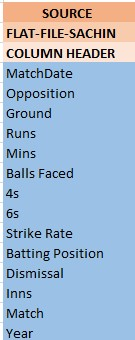 SOURCE
FLAT-FILE-SACHIN
COLUMN HEADER
MatchDate
Opposition
Ground
Runs
Mins
Balls Faced
4s
6s
Strike Rate
Batting Position
Dismissal
Inns
Match
Year